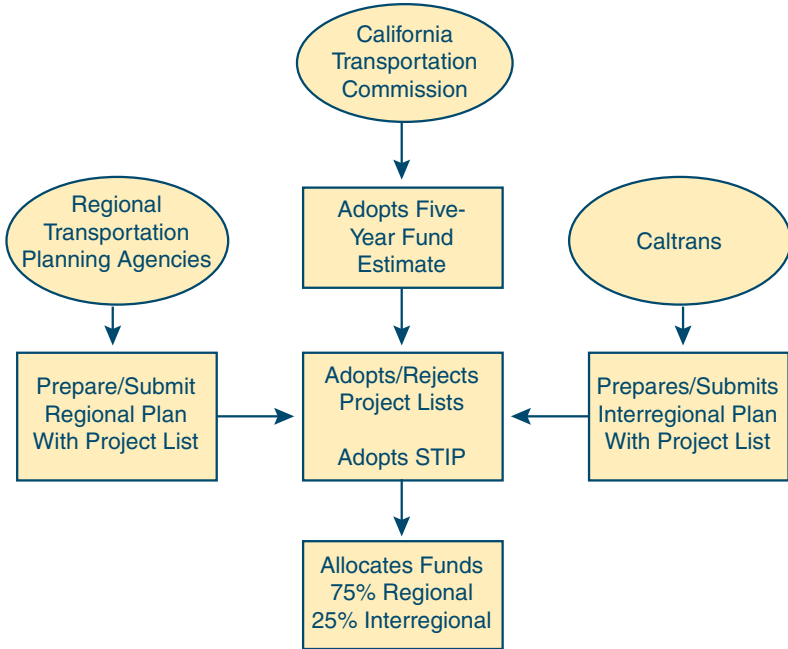 California
Transportation
Commission
Regional
Transportation
Planning Agencies
Adopts Five-
Year Fund
Estimate
Caltrans
Prepare/Submit
Regional Plan
With Project List
Adopts/Rejects
Project Lists
Adopts STIP
Prepares/Submits
Interregional Plan
With Project List
Allocates Funds
75% Regional
25% Interregional